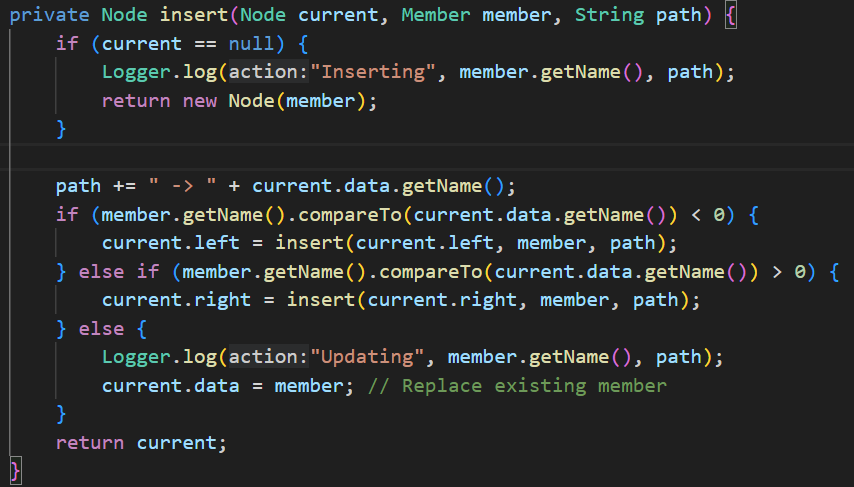 private Node insert(Node current, Member member, String path) {
    if (current == null) {
        Logger.log(action:"Inserting", member.getName(), path);
        return new Node(member);
    }

    path += " -> " + current.data.getName();
    if (member.getName().compareTo(current.data.getName()) < 0) {
        current.left = insert(current.left, member, path);
    } else if (member.getName().compareTo(current.data.getName()) > 0) {
        current.right = insert(current.right, member, path);
    } else {
        Logger.log(action:"Updating", member.getName(), path);
        current.data = member; // Replace existing member
    }
    return current;
}